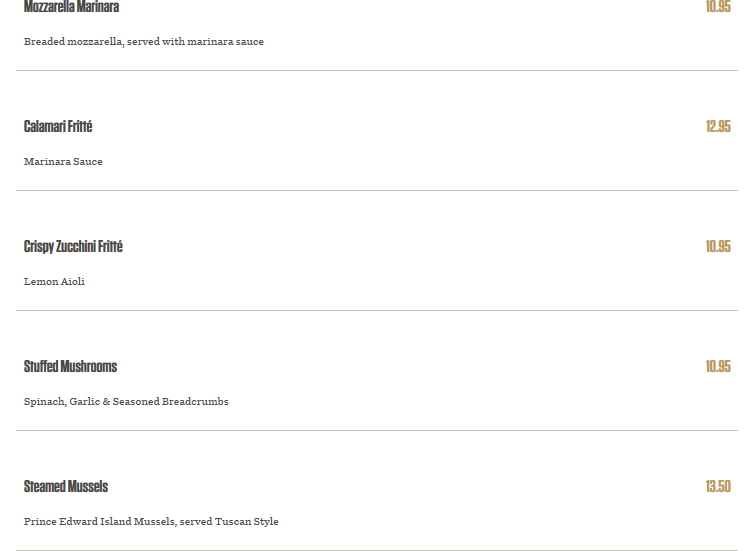 Mozzarella Marinara 10.95
Breaded mozzarella, served with marinara sauce
Calamari Fritté 12.95
Marinara Sauce
Crispy Zucchini Fritté 10.95
Lemon Aioli
Stuffed Mushrooms 10.95
Spinach, Garlic & Seasoned Breadcrumbs
Steamed Mussels 13.50
Prince Edward Island Mussels, served Tuscan Style